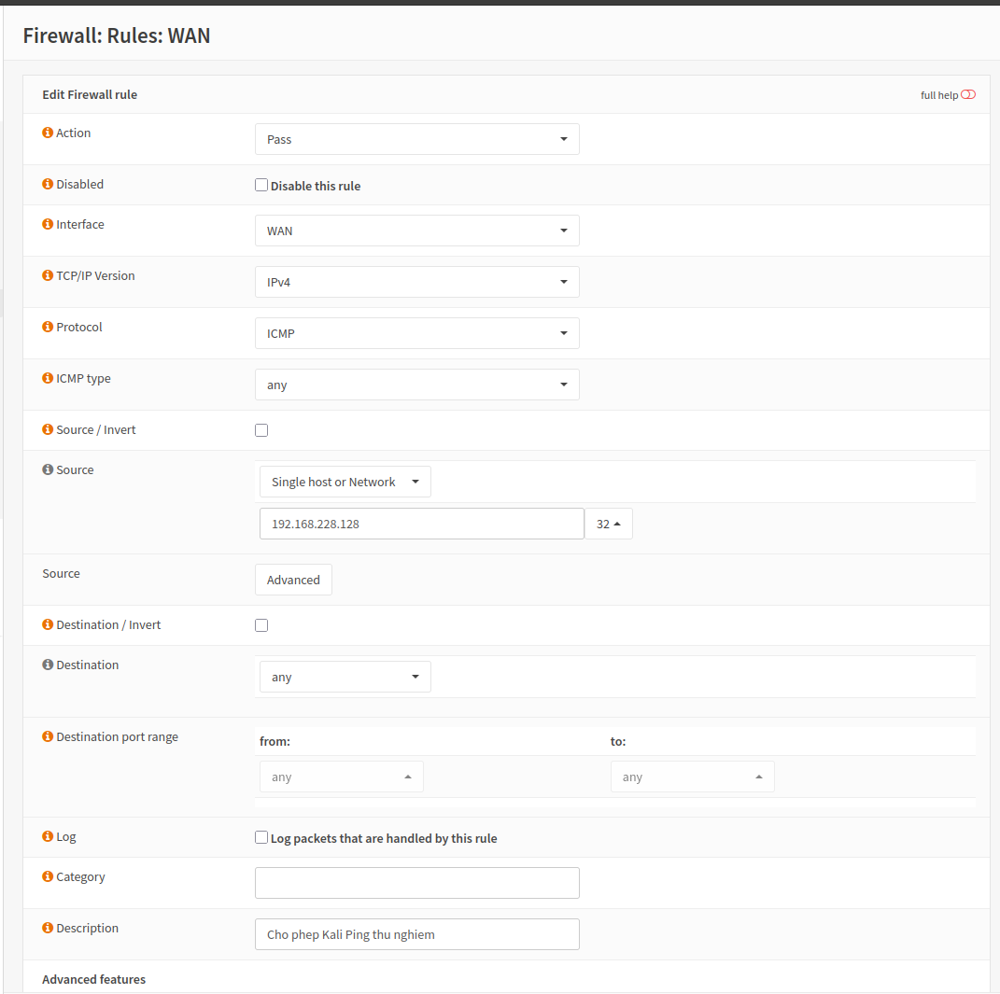 Firewall: Rules: WAN
Edit Firewall rule
full help
Action
Pass
Disabled
Disable this rule
Interface
WAN
TCP/IP Version
IPv4
Protocol
ICMP
ICMP type
any
Source / Invert
Source
Single host or Network
192.168.228.128
32
Source
Advanced
Destination / Invert
Destination
any
Destination port range
from:
to:
any
any
Log
Log packets that are handled by this rule
Category
Description
Cho phep Kali Ping thu nghiem
Advanced features